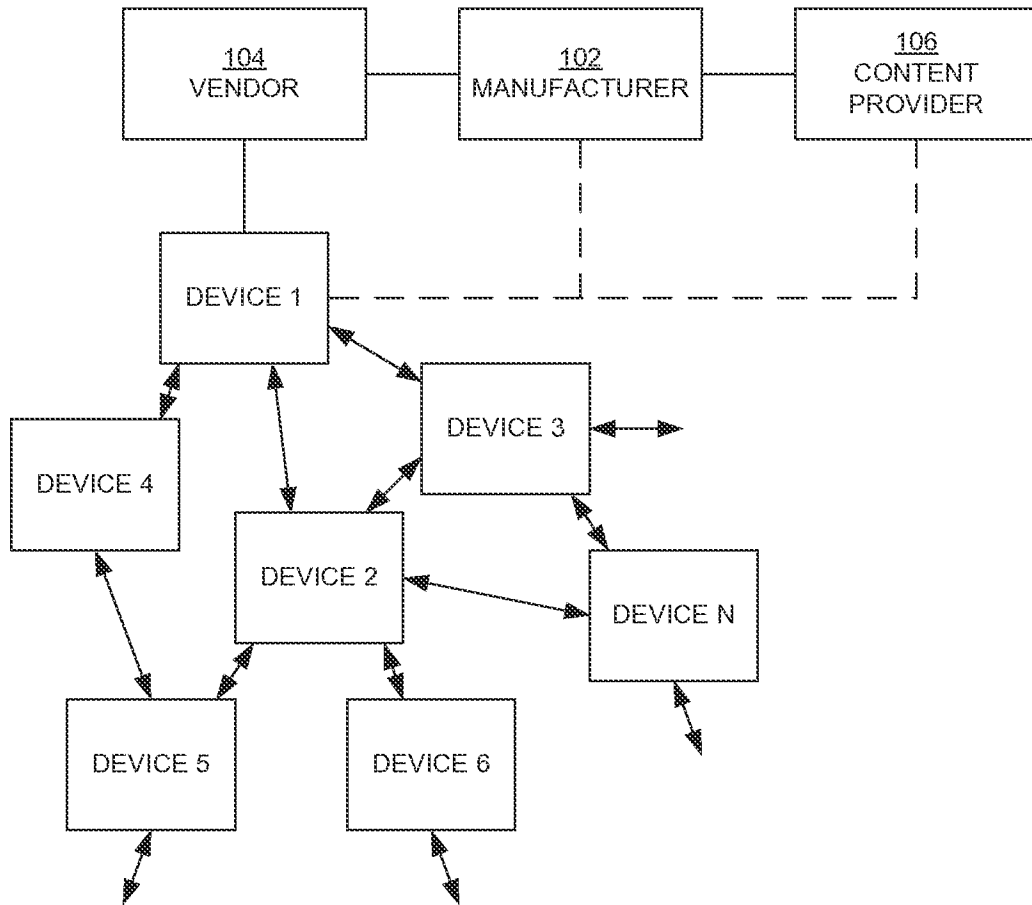 104
VENDOR
102
MANUFACTURER
106
CONTENT
PROVIDER
DEVICE 1
DEVICE 3
DEVICE 4
DEVICE 2
DEVICE N
DEVICE 5
DEVICE 6